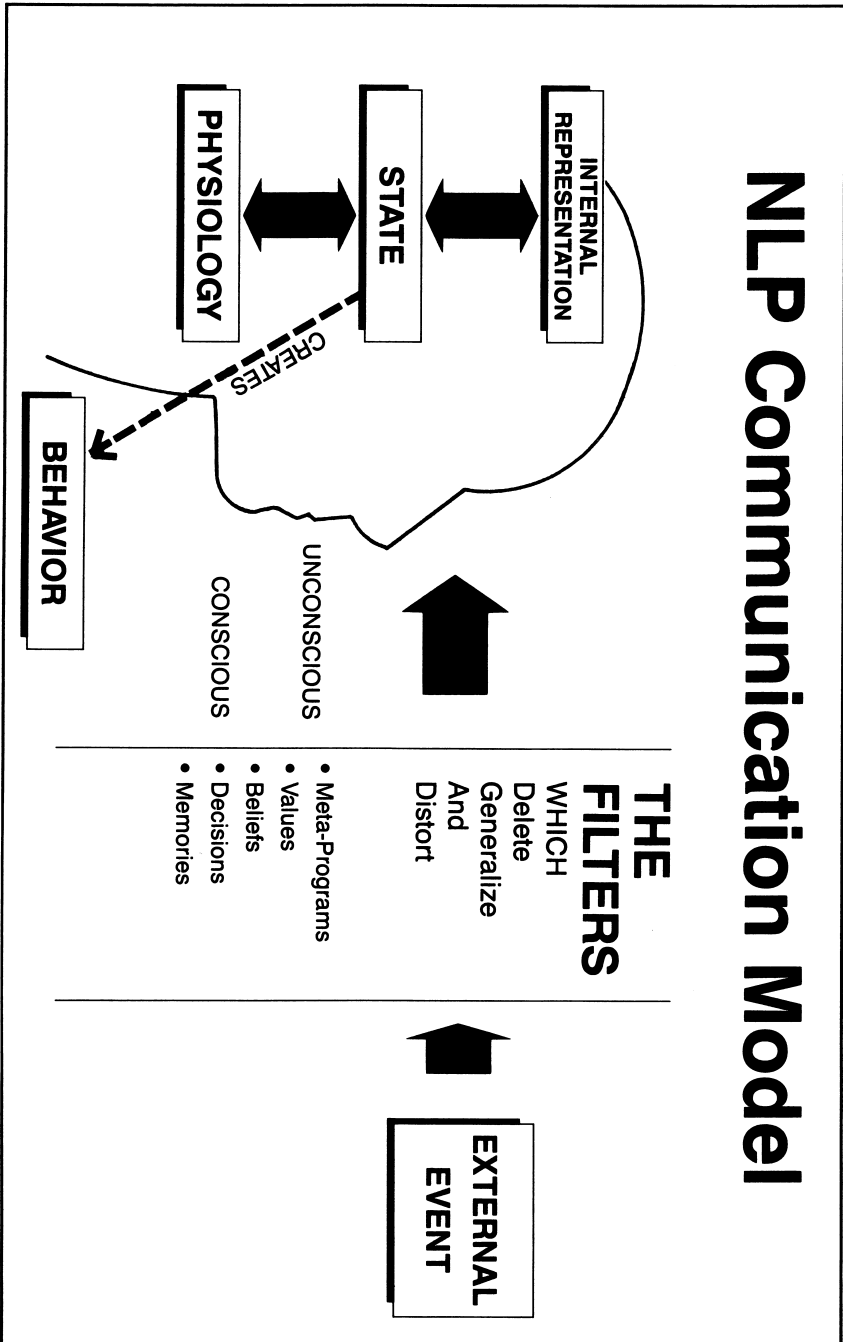 NLP Communication Model
INTERNAL
REPRESENTATION
STATE
PHYSIOLOGY
CREATES
BEHAVIOR
UNCONSCIOUS
CONSCIOUS
THE
FILTERS
WHICH
Delete
Generalize
And
Distort
• Meta-Programs
• Values
• Beliefs
• Decisions
• Memories
EXTERNAL
EVENT